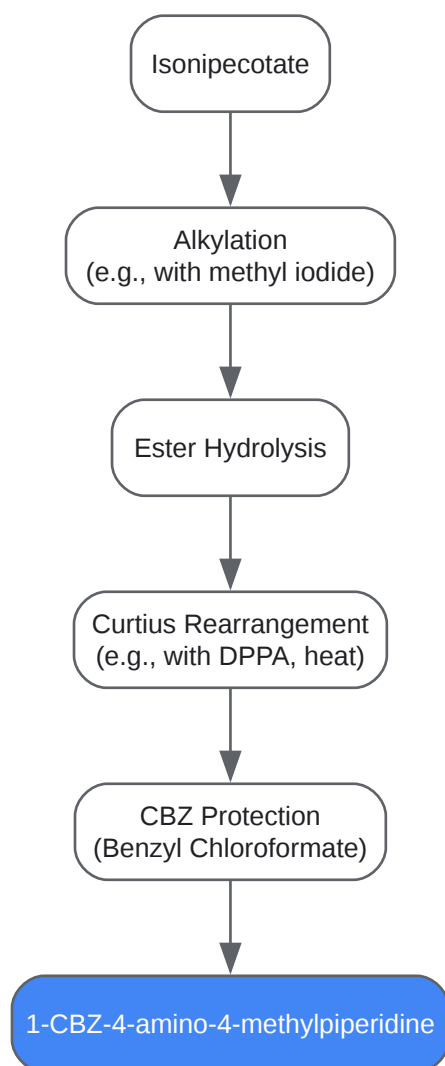 Isonipecotate
Alkylation
(e.g., with methyl iodide)
Ester Hydrolysis
Curtius Rearrangement
(e.g., with DPPA, heat)
CBZ Protection
(Benzyl Chloroformate)
1-CBZ-4-amino-4-methylpiperidine